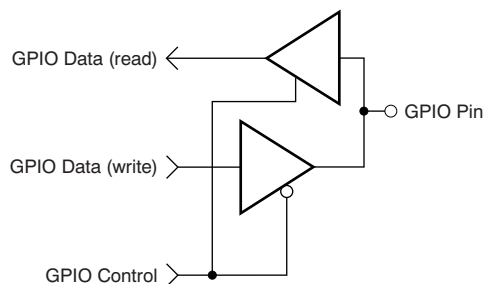 GPIO Data (read)
GPIO Pin
GPIO Data (write)
GPIO Control